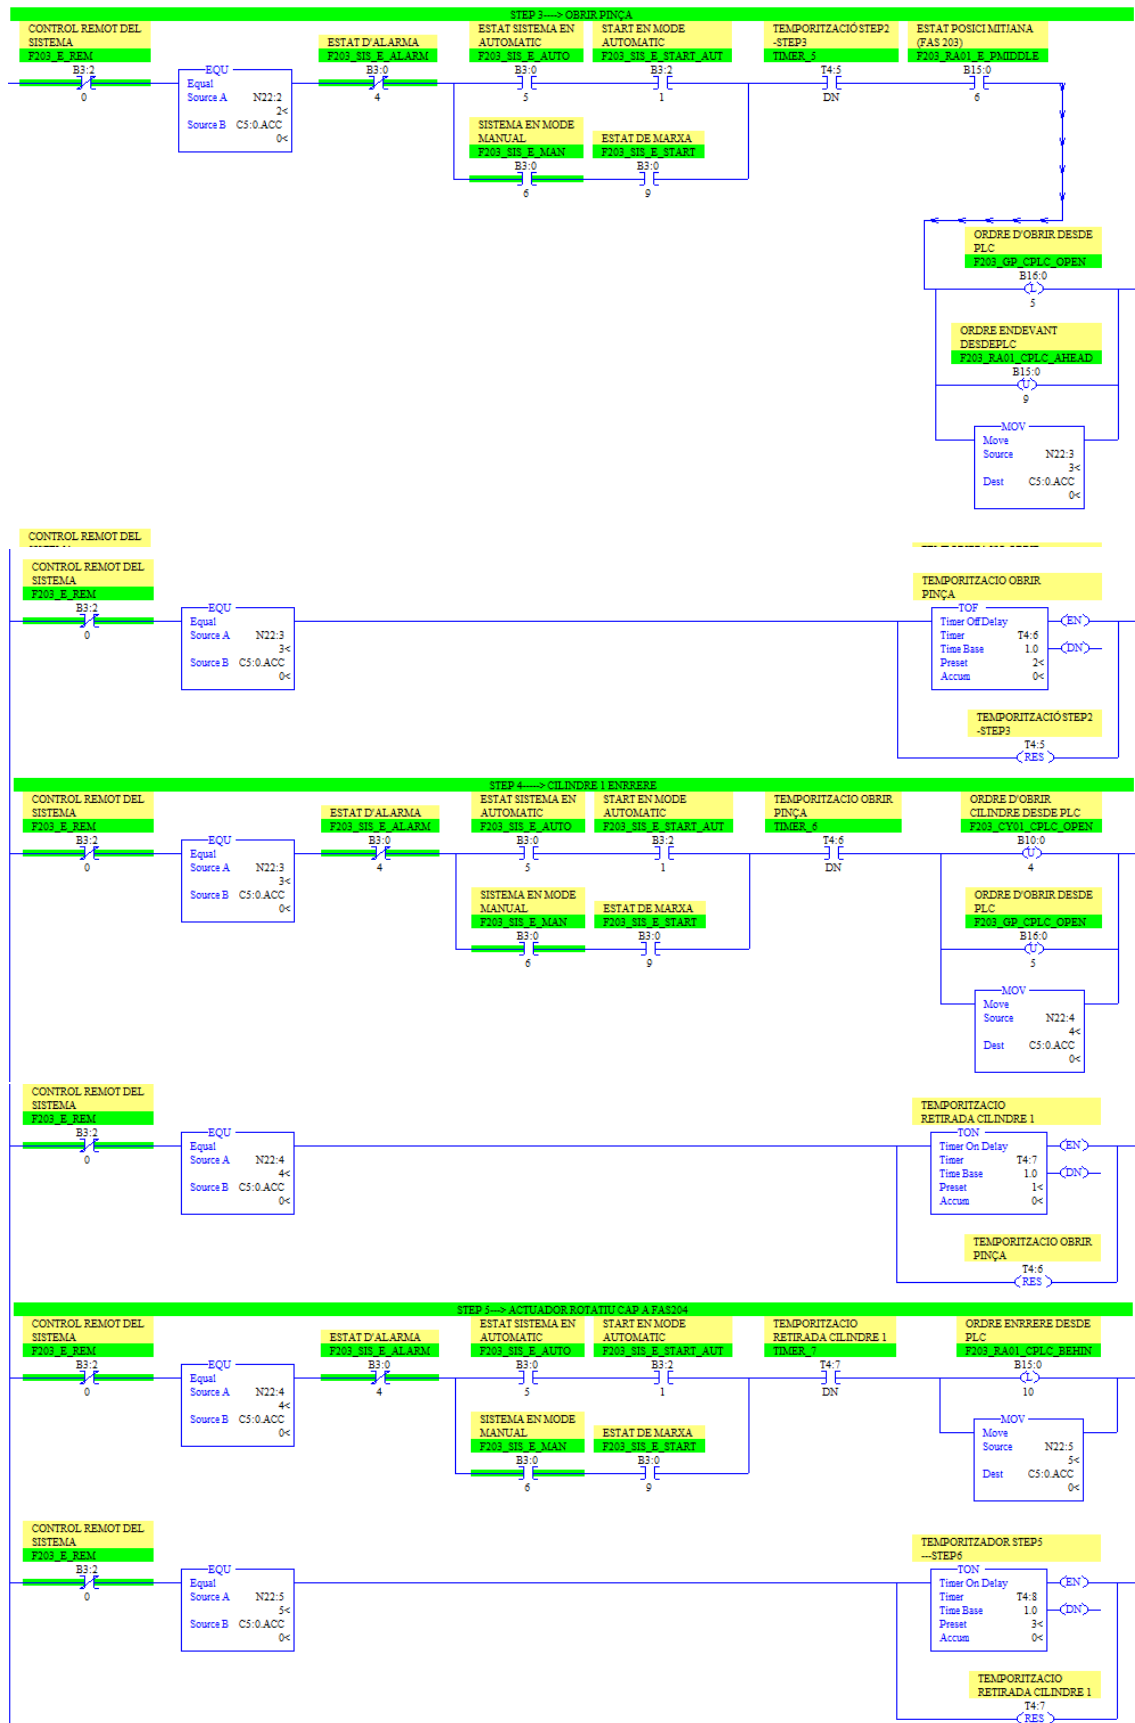 STEP 3----> OBRIR PINÇA
CONTROL REMOT DEL
SISTEMA
F203_E_REM
B3:2
0
EQU
Equal
Source A N22:2
2<
Source B C5:0.ACC
0<
ESTAT D'ALARMA
F203_SIS_E_ALARM
B3:0
4
ESTAT SISTEMA EN
AUTOMATIC
F203_SIS_E_AUTO
B3:0
5
START EN MODE
AUTOMATIC
F203_SIS_E_START_AUT
B3:2
1
TEMPORITZACIÓ STEP2
-STEP3
TIMER_5
T4:5
DN
ESTAT POSICI MITJANA
(FAS 203)
F203_RA01_E_PMIDDLE
B15:0
6
SISTEMA EN MODE
MANUAL
F203_SIS_E_MAN
B3:0
6
ESTAT DE MARXA
F203_SIS_E_START
B3:0
9
ORDRE D'OBRIR DESDE
PLC
F203_GP_CPLC_OPEN
B16:0
L
5
ORDRE ENDEVANT
DESDEPLC
F203_RA01_CPLC_AHEAD
B15:0
U
9
MOV
Move
Source N22:3
3<
Dest C5:0.ACC
0<
CONTROL REMOT DEL
CONTROL REMOT DEL
SISTEMA
F203_E_REM
B3:2
0
EQU
Equal
Source A N22:3
3<
Source B C5:0.ACC
0<
TEMPORITZACIO OBRIR
PINÇA
TOF
Timer Off Delay
Timer T4:6
Time Base 1.0
Preset 2<
Accum 0<
EN
DN
TEMPORITZACIÓ STEP2
-STEP3
T4:5
RES
STEP 4-----> CILINDRE 1 ENRRERE
CONTROL REMOT DEL
SISTEMA
F203_E_REM
B3:2
0
EQU
Equal
Source A N22:3
3<
Source B C5:0.ACC
0<
ESTAT D'ALARMA
F203_SIS_E_ALARM
B3:0
4
ESTAT SISTEMA EN
AUTOMATIC
F203_SIS_E_AUTO
B3:0
5
START EN MODE
AUTOMATIC
F203_SIS_E_START_AUT
B3:2
1
TEMPORITZACIO OBRIR
PINÇA
TIMER_6
T4:6
DN
ORDRE D'OBRIR
CILINDRE DESDE PLC
F203_CY01_CPLC_OPEN
B10:0
U
4
SISTEMA EN MODE
MANUAL
F203_SIS_E_MAN
B3:0
6
ESTAT DE MARXA
F203_SIS_E_START
B3:0
9
ORDRE D'OBRIR DESDE
PLC
F203_GP_CPLC_OPEN
B16:0
U
5
MOV
Move
Source N22:4
4<
Dest C5:0.ACC
0<
CONTROL REMOT DEL
SISTEMA
F203_E_REM
B3:2
0
EQU
Equal
Source A N22:4
4<
Source B C5:0.ACC
0<
TEMPORITZACIO
RETIRADA CILINDRE 1
TON
Timer On Delay
Timer T4:7
Time Base 1.0
Preset 1<
Accum 0<
EN
DN
TEMPORITZACIO OBRIR
PINÇA
T4:6
RES
STEP 5---> ACTUADOR ROTATIU CAP A FAS204
CONTROL REMOT DEL
SISTEMA
F203_E_REM
B3:2
0
EQU
Equal
Source A N22:4
4<
Source B C5:0.ACC
0<
ESTAT D'ALARMA
F203_SIS_E_ALARM
B3:0
4
ESTAT SISTEMA EN
AUTOMATIC
F203_SIS_E_AUTO
B3:0
5
START EN MODE
AUTOMATIC
F203_SIS_E_START_AUT
B3:2
1
TEMPORITZACIO
RETIRADA CILINDRE 1
TIMER_7
T4:7
DN
ORDRE ENRRERE DESDE
PLC
F203_RA01_CPLC_BEHIN
B15:0
L
10
SISTEMA EN MODE
MANUAL
F203_SIS_E_MAN
B3:0
6
ESTAT DE MARXA
F203_SIS_E_START
B3:0
9
MOV
Move
Source N22:5
5<
Dest C5:0.ACC
0<
CONTROL REMOT DEL
SISTEMA
F203_E_REM
B3:2
0
EQU
Equal
Source A N22:5
5<
Source B C5:0.ACC
0<
TEMPORITZADOR STEP5
---STEP6
TON
Timer On Delay
Timer T4:8
Time Base 1.0
Preset 3<
Accum 0<
EN
DN
TEMPORITZACIO
RETIRADA CILINDRE 1
T4:7
RES